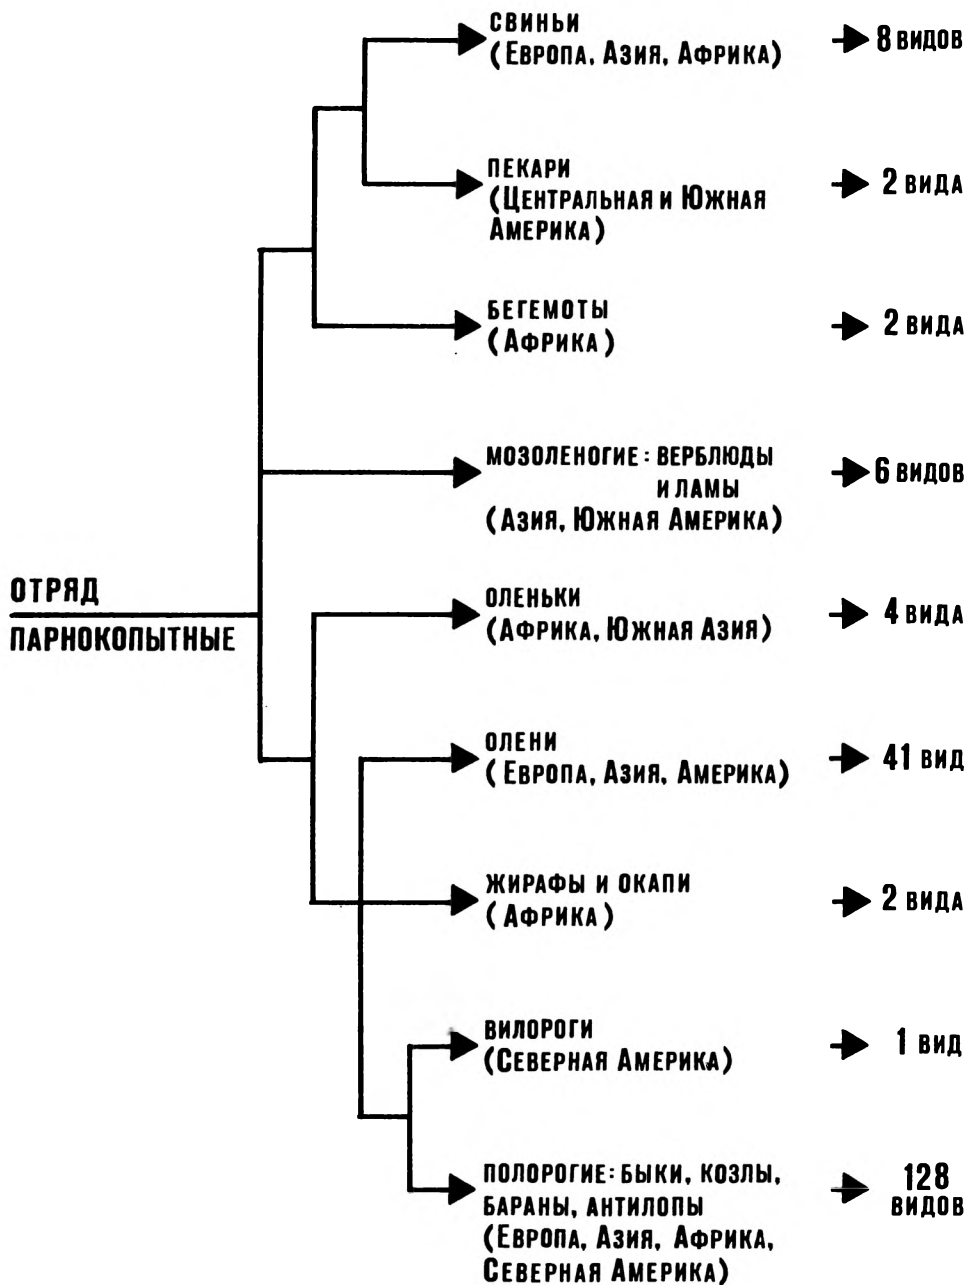 СВИНЬИ
(ЕВРОПА, АЗИЯ, АФРИКА)
8 ВИДОВ
ПЕКАРИ
(ЦЕНТРАЛЬНАЯ И ЮЖНАЯ
АМЕРИКА)
2 ВИДА
БЕГЕМОТЫ
(АФРИКА)
2 ВИДА
МОЗОЛЕНОГИЕ: ВЕРБЛЮДЫ
И ЛАМЫ
(АЗИЯ, ЮЖНАЯ АМЕРИКА)
6 ВИДОВ
ОТРЯД
ПАРНОКОПЫТНЫЕ
ОЛЕНЬКИ
(АФРИКА, ЮЖНАЯ АЗИЯ)
4 ВИДА
ОЛЕНИ
(ЕВРОПА, АЗИЯ, АМЕРИКА)
41 ВИД
ЖИРАФЫ И ОКАПИ
(АФРИКА)
2 ВИДА
ВИЛОРОГИ
(СЕВЕРНАЯ АМЕРИКА)
1 ВИД
ПОЛОРОГИЕ: БЫКИ, КОЗЛЫ,
БАРАНЫ, АНТИЛОПЫ
(ЕВРОПА, АЗИЯ, АФРИКА,
СЕВЕРНАЯ АМЕРИКА)
128
ВИДОВ